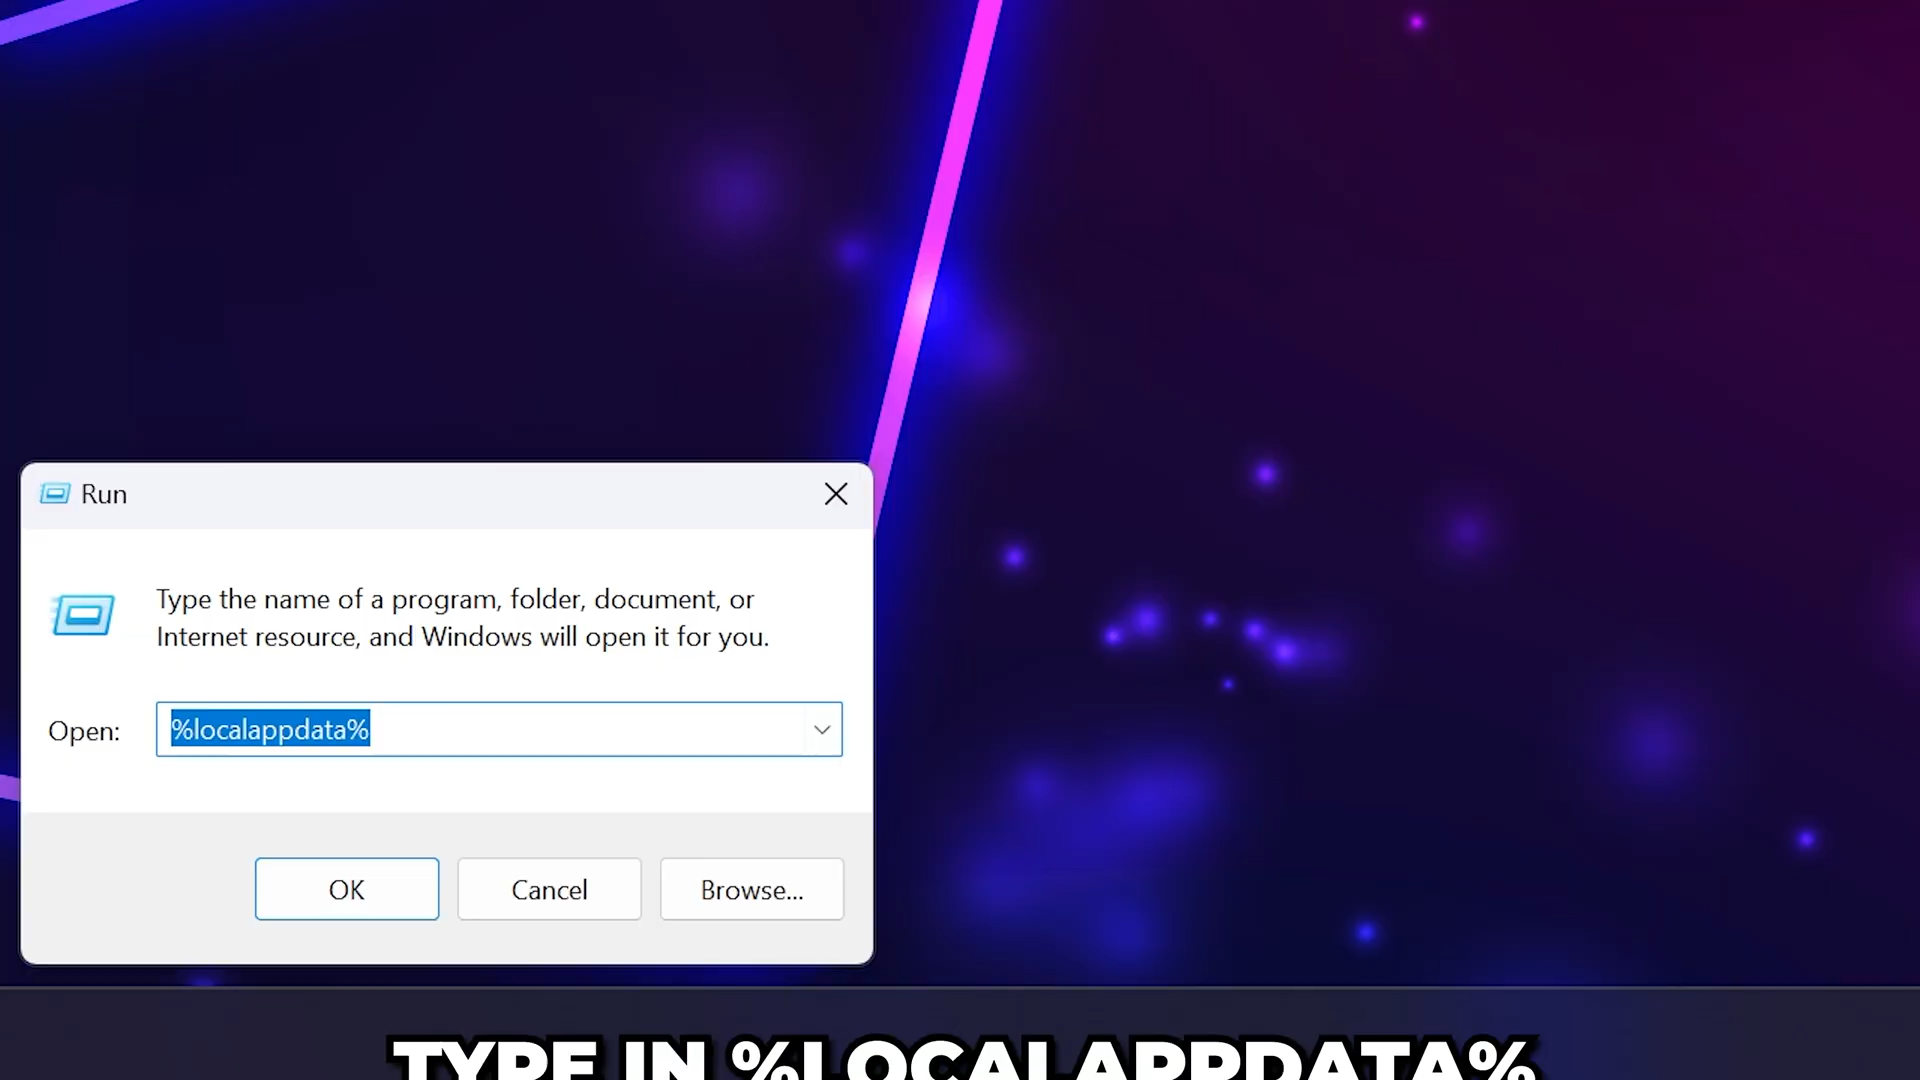 Run
Type the name of a program, folder, document, or
Internet resource, and Windows will open it for you.
Open: %localappdata%
OK Cancel Browse...
TYPE IN %LOCALAPPDATA%